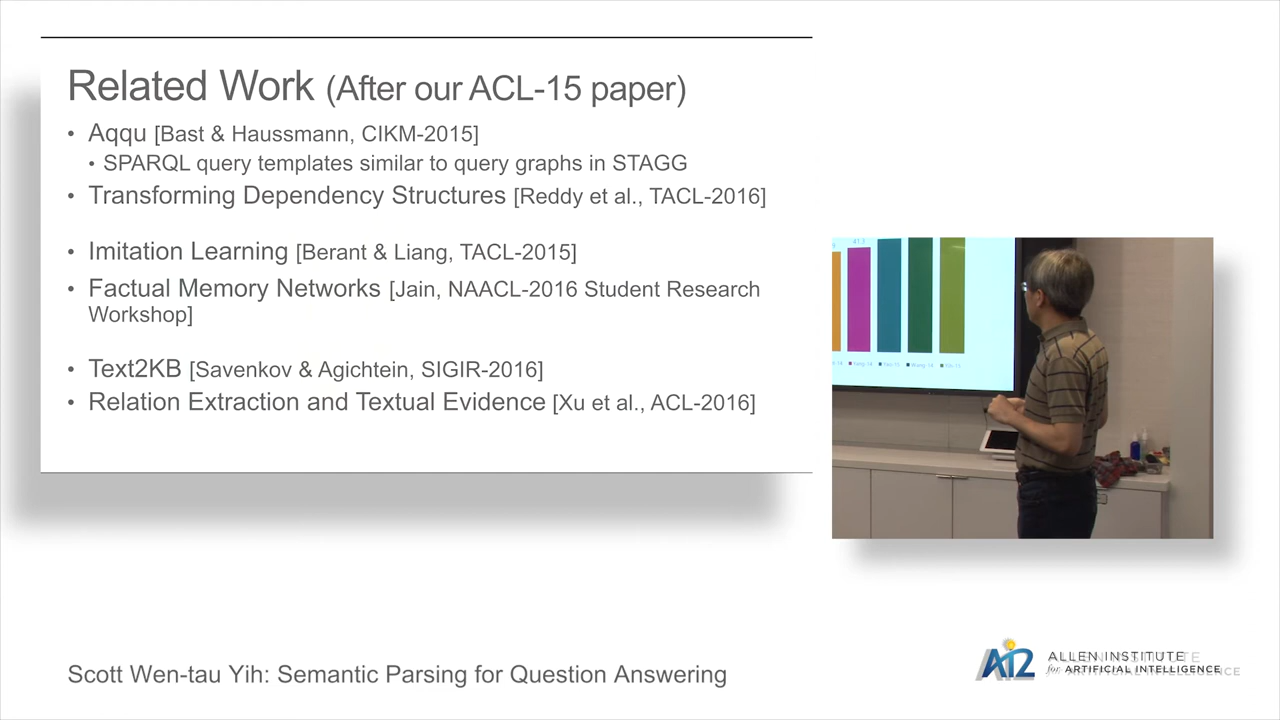 Related Work (After our ACL-15 paper)
• Aqqu [Bast & Haussmann, CIKM-2015]
• SPARQL query templates similar to query graphs in STAGG
• Transforming Dependency Structures [Reddy et al., TACL-2016]
• Imitation Learning [Berant & Liang, TACL-2015]
• Factual Memory Networks [Jain, NAACL-2016 Student Research
Workshop]
• Text2KB [Savenkov & Agichtein, SIGIR-2016]
• Relation Extraction and Textual Evidence [Xu et al., ACL-2016]
41.3
Scott Wen-tau Yih: Semantic Parsing for Question Answering
AI2
ALLEN INSTITUTE
for ARTIFICIAL INTELLIGENCE